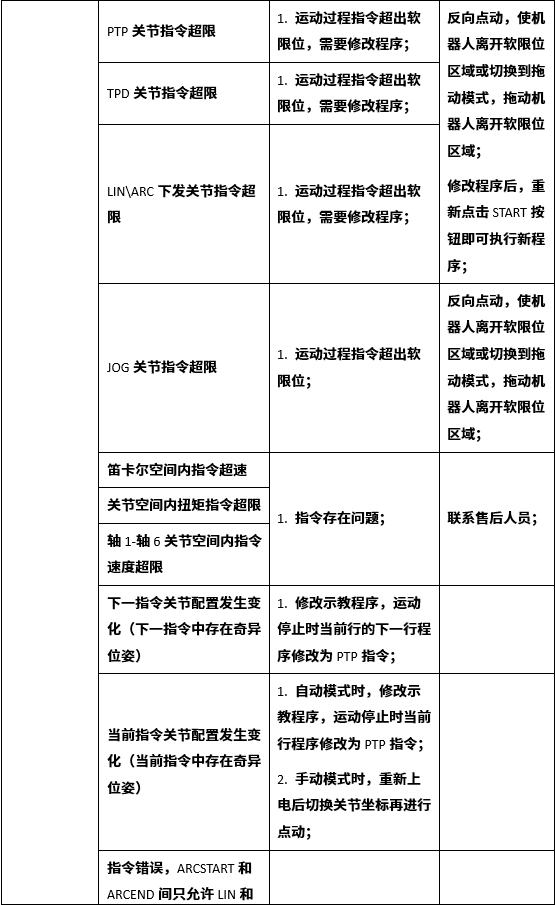 PTP 关节指令超限
1. 运动过程指令超出软
限位，需要修改程序；
反向点动，使机
器人离开软限位
区域或切换到拖
动模式，拖动机
器人离开软限位
区域；
修改程序后，重
新点击 START 按
钮即可执行新程
序；
TPD 关节指令超限
1. 运动过程指令超出软
限位，需要修改程序；
LIN\ARC 下发关节指令超
限
1. 运动过程指令超出软
限位，需要修改程序；
JOG 关节指令超限
1. 运动过程指令超出软
限位；
反向点动，使机
器人离开软限位
区域或切换到拖
动模式，拖动机
器人离开软限位
区域；
笛卡尔空间内指令超速
关节空间内扭矩指令超限
轴 1-轴 6 关节空间内指令
速度超限
1. 指令存在问题；
联系售后人员；
下一指令关节配置发生变
化（下一指令中存在奇异
位姿）
1. 修改示教程序，运动
停止时当前行的下一行程
序修改为 PTP 指令；
当前指令关节配置发生变
化（当前指令中存在奇异
位姿）
1. 自动模式时，修改示
教程序，运动停止时当前
行程序修改为 PTP 指令；
2. 手动模式时，重新上
电后切换关节坐标再进行
点动；
指令错误，ARCSTART 和
ARCEND 间只允许 LIN 和